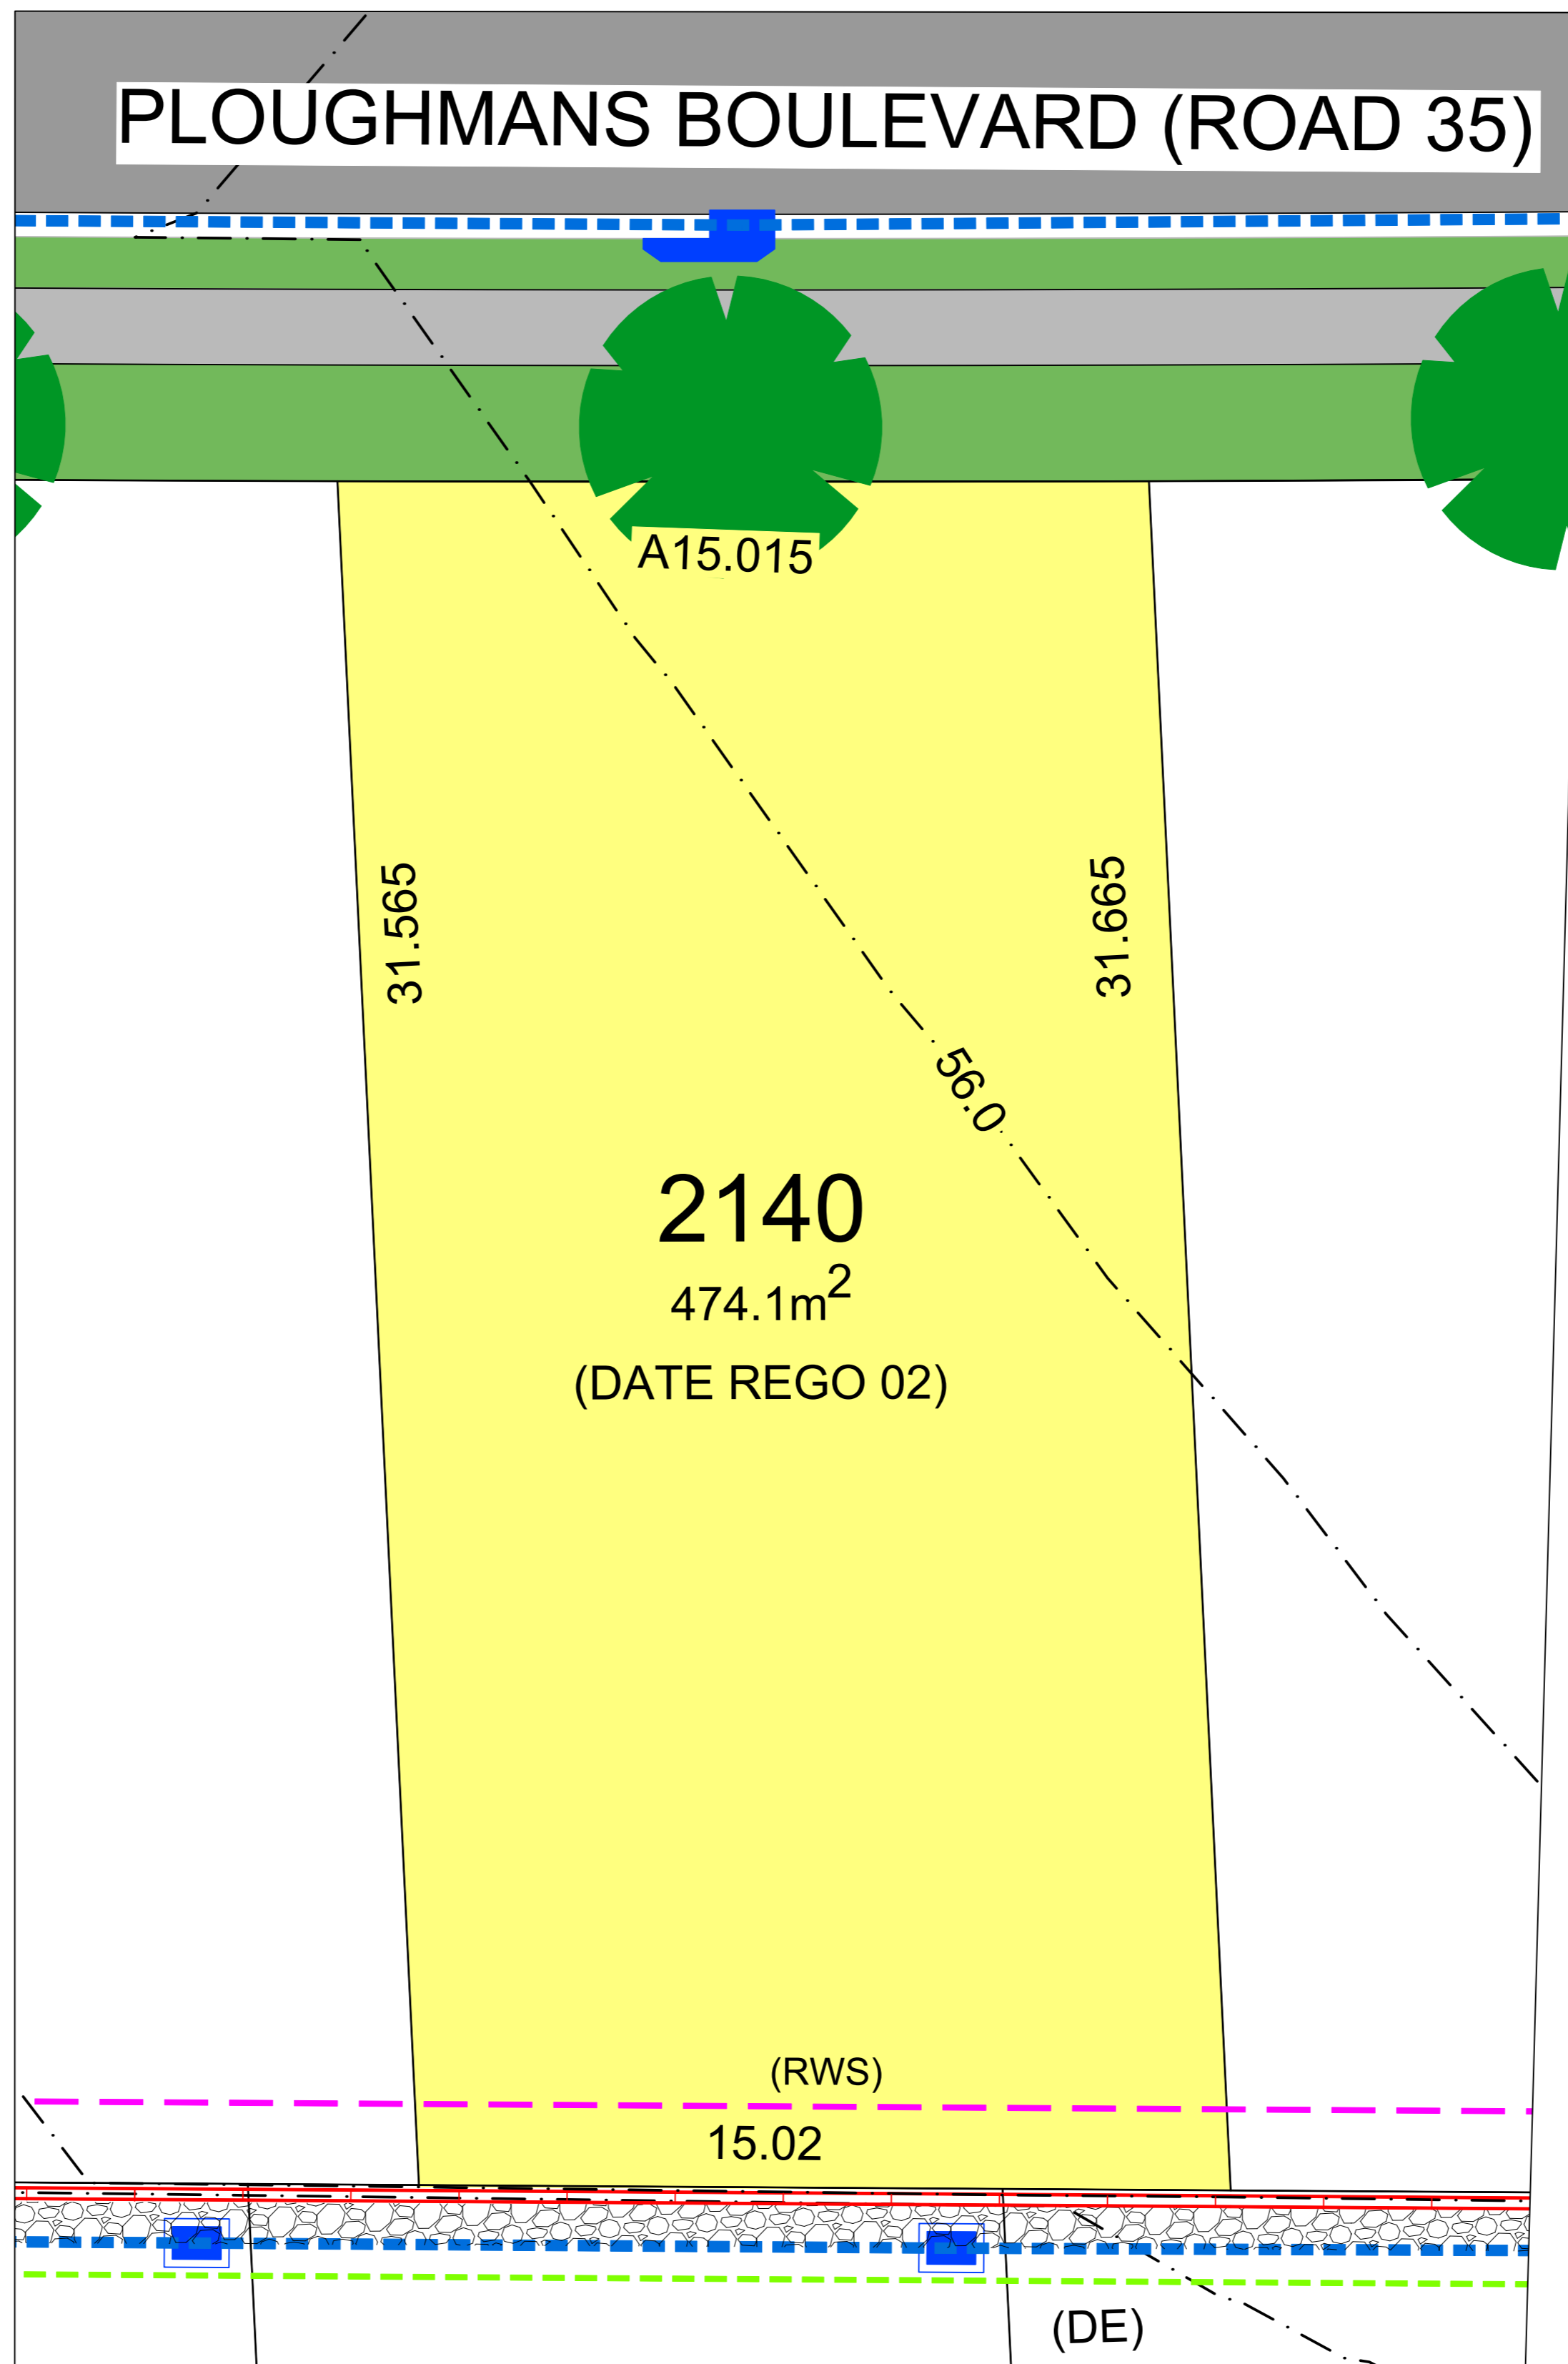 PLOUGHMANS BOULEVARD (ROAD 35)
A15.015
31.565
31.665
56.0
2140
474.1m²
(DATE REGO 02)
(RWS)
15.02
(DE)